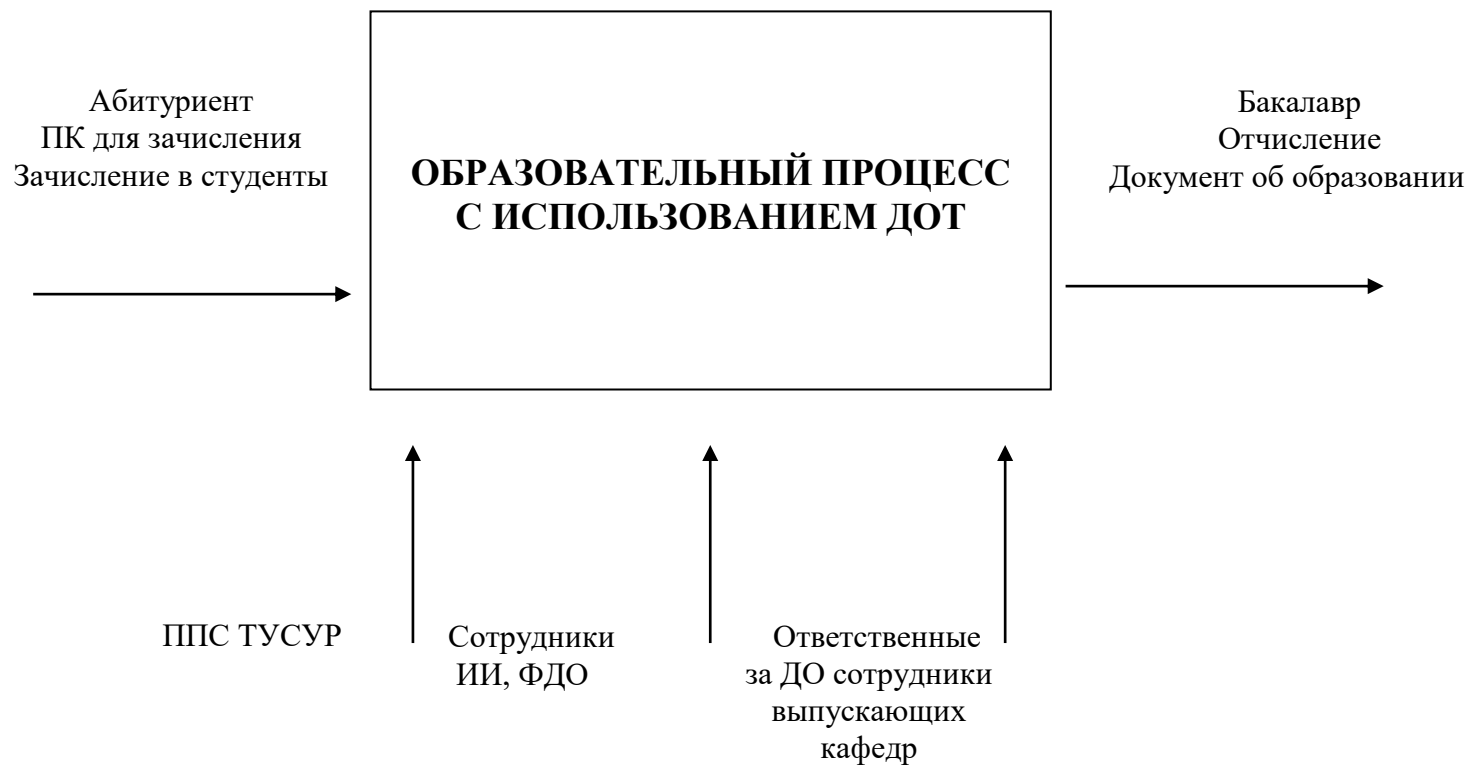 Абитуриент
ПК для зачисления
Зачисление в студенты
ОБРАЗОВАТЕЛЬНЫЙ ПРОЦЕСС
С ИСПОЛЬЗОВАНИЕМ ДОТ
Бакалавр
Отчисление
Документ об образовании
ППС ТУСУР
Сотрудники
ИИ, ФДО
Ответственные
за ДО сотрудники
выпускающих
кафедр